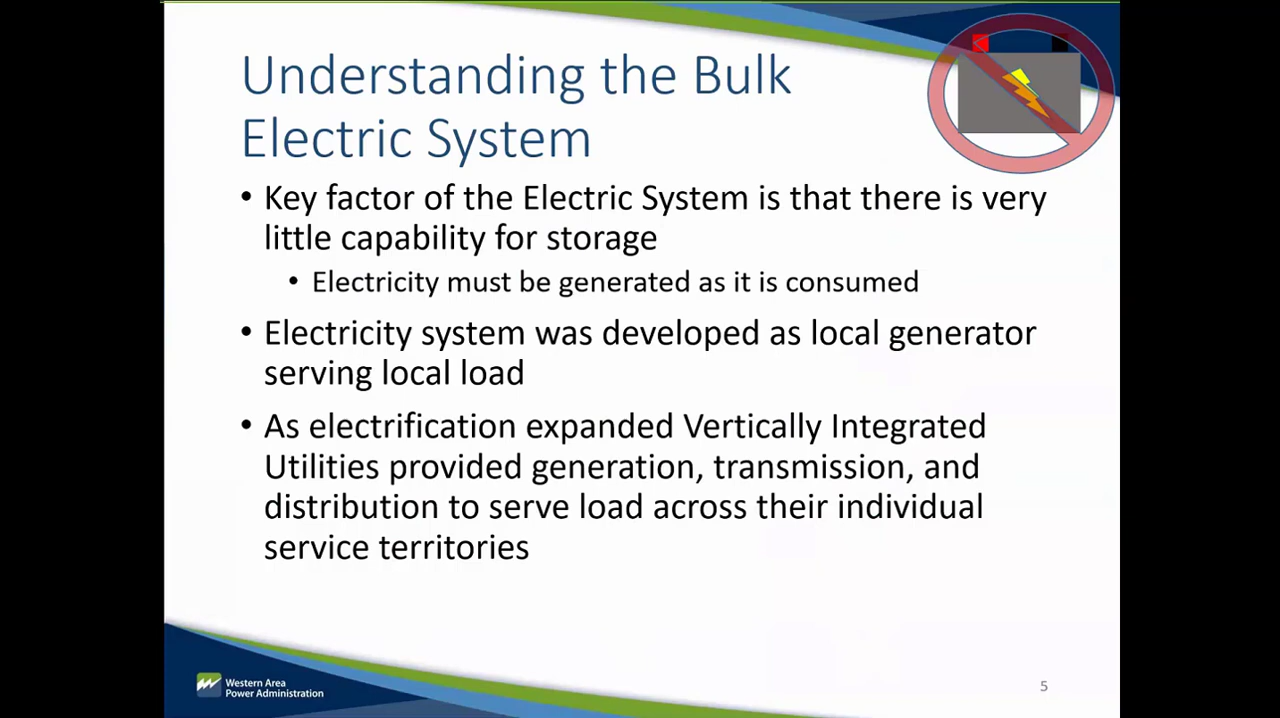 Understanding the Bulk
Electric System
• Key factor of the Electric System is that there is very
little capability for storage
• Electricity must be generated as it is consumed
• Electricity system was developed as local generator
serving local load
• As electrification expanded Vertically Integrated
Utilities provided generation, transmission, and
distribution to serve load across their individual
service territories
Western Area
Power Administration
5